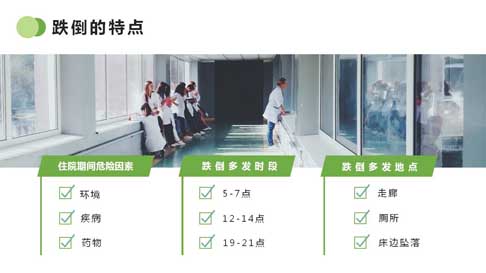 跌倒的特点
住院期间危险因素
环境
疾病
药物
跌倒多发时段
5-7点
12-14点
19-21点
跌倒多发地点
走廊
厕所
床边坠落